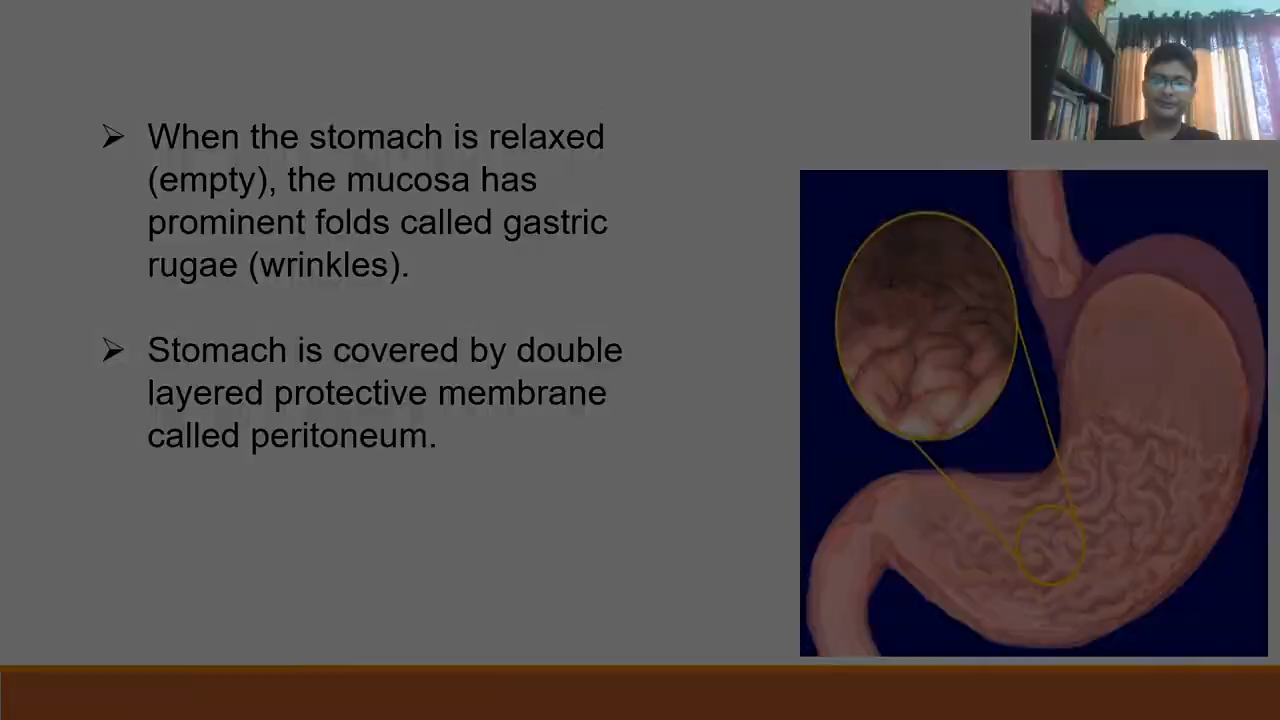 When the stomach is relaxed
(empty), the mucosa has
prominent folds called gastric
rugae (wrinkles).
Stomach is covered by double
layered protective membrane
called peritoneum.